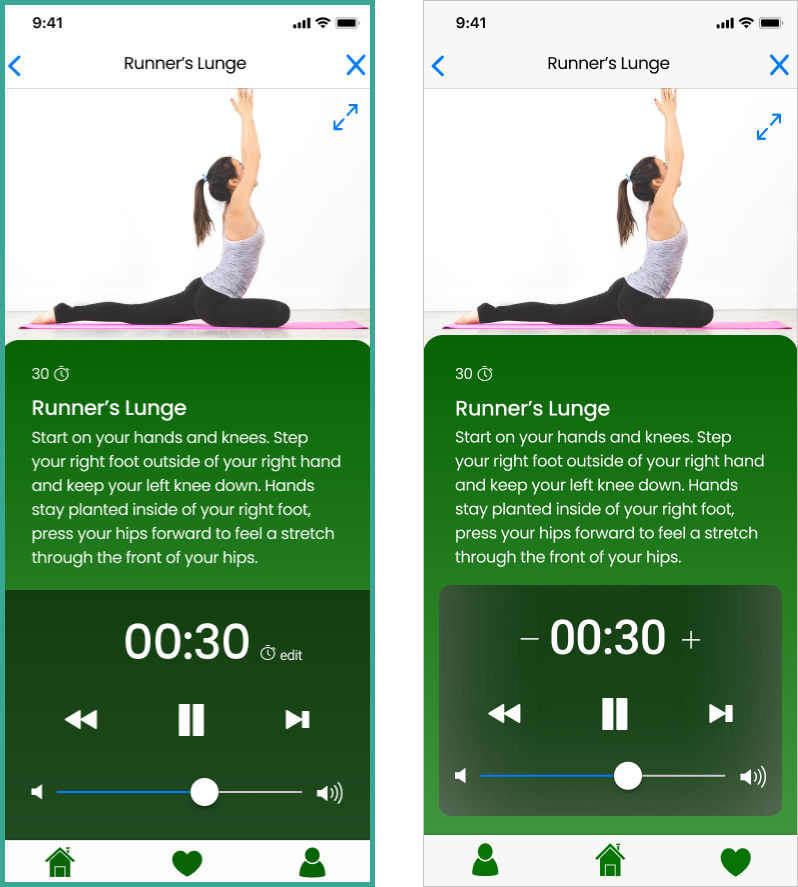 9:41
Runner's Lunge
30
Runner's Lunge
Start on your hands and knees. Step
your right foot outside of your right hand
and keep your left knee down. Hands
stay planted inside of your right foot,
press your hips forward to feel a stretch
through the front of your hips.
00:30
edit
9:41
Runner's Lunge
30
Runner's Lunge
Start on your hands and knees. Step
your right foot outside of your right hand
and keep your left knee down. Hands
stay planted inside of your right foot,
press your hips forward to feel a stretch
through the front of your hips.
− 00:30 +